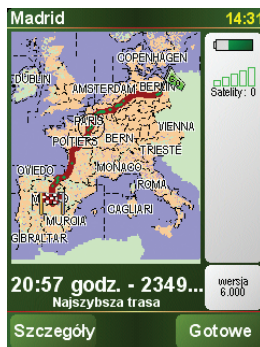 Madrid
14:31
COPENHAGEN
DUBLIN
AMSTERDAM
BERLIN
Satelity: 0
PARIS
VIENNA
POITIERS
BERN
TRIESTE
OVIEDO
MONACO
ROMA
MURCIA
CAGLIARI
GIBRALTAR
20:57 godz. - 2349...
Najszybsza trasa
wersja
6.000
Szczegóły
Gotowe